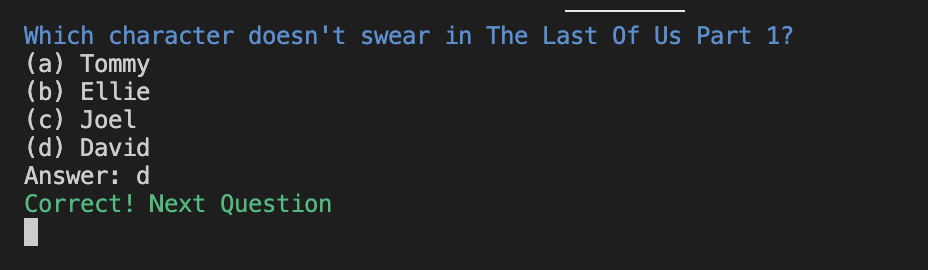 Which character doesn't swear in The Last Of Us Part 1?
(a) Tommy
(b) Ellie
(c) Joel
(d) David
Answer: d
Correct! Next Question